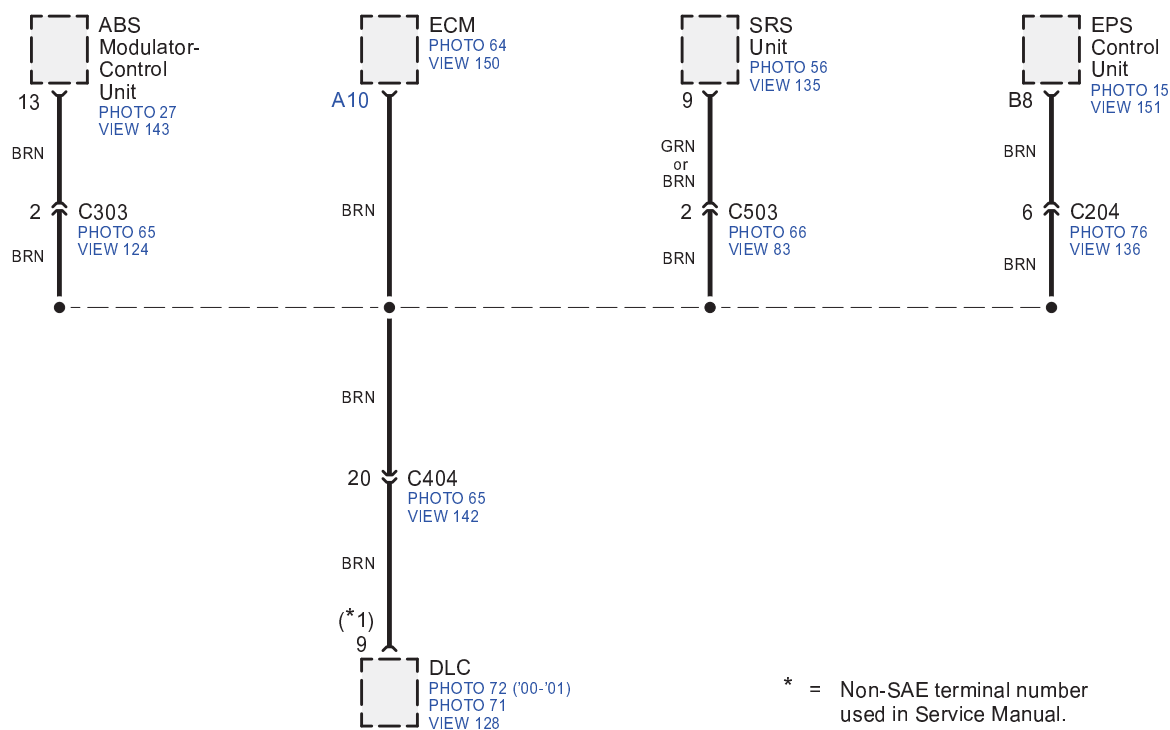 ABS
Modulator-
Control
Unit
PHOTO 27
VIEW 143
ECM
PHOTO 64
VIEW 150
SRS
Unit
PHOTO 56
VIEW 135
EPS
Control
Unit
PHOTO 15
VIEW 151
13
A10
9
B8
BRN
BRN
GRN
or
BRN
BRN
2
C303
PHOTO 65
VIEW 124
2
C503
PHOTO 66
VIEW 83
6
C204
PHOTO 76
VIEW 136
BRN
BRN
BRN
BRN
20
C404
PHOTO 65
VIEW 142
BRN
(*1)
9
DLC
PHOTO 72 ('00-'01)
PHOTO 71
VIEW 128
* = Non-SAE terminal number
used in Service Manual.